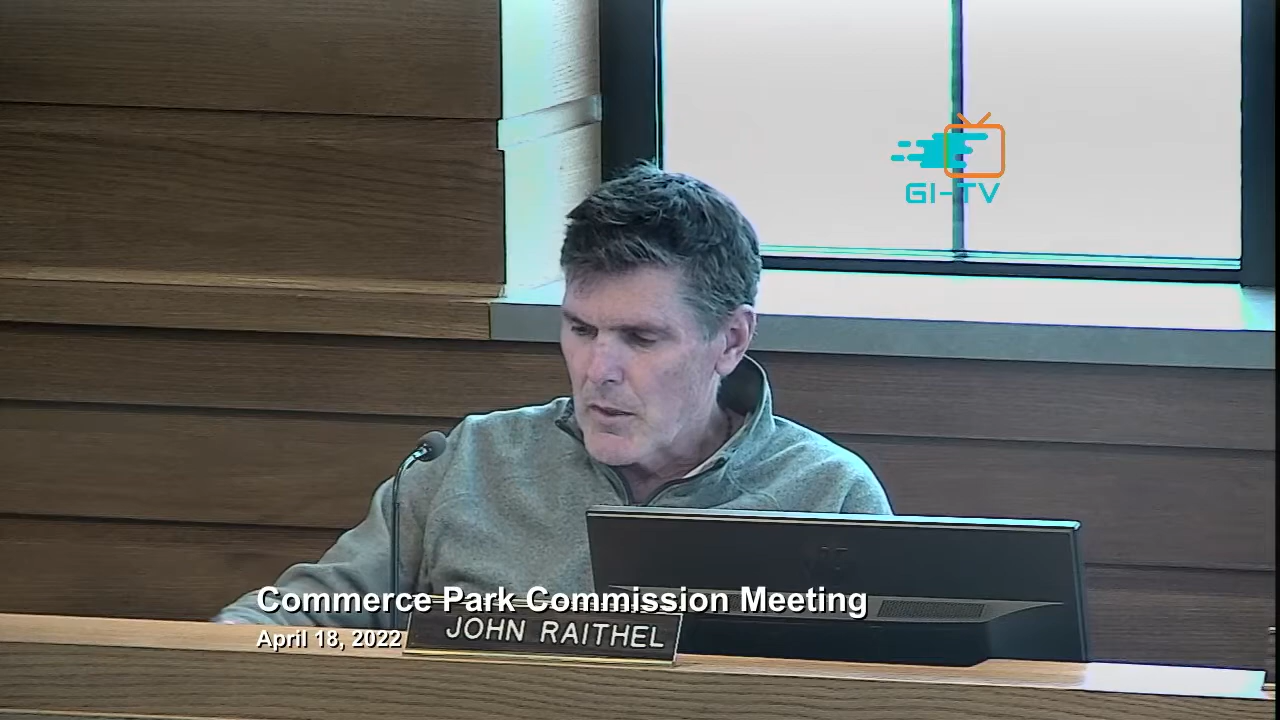 GI-TV
Commerce Park Commission Meeting
April 18, 2022
JOHN RAITHEL